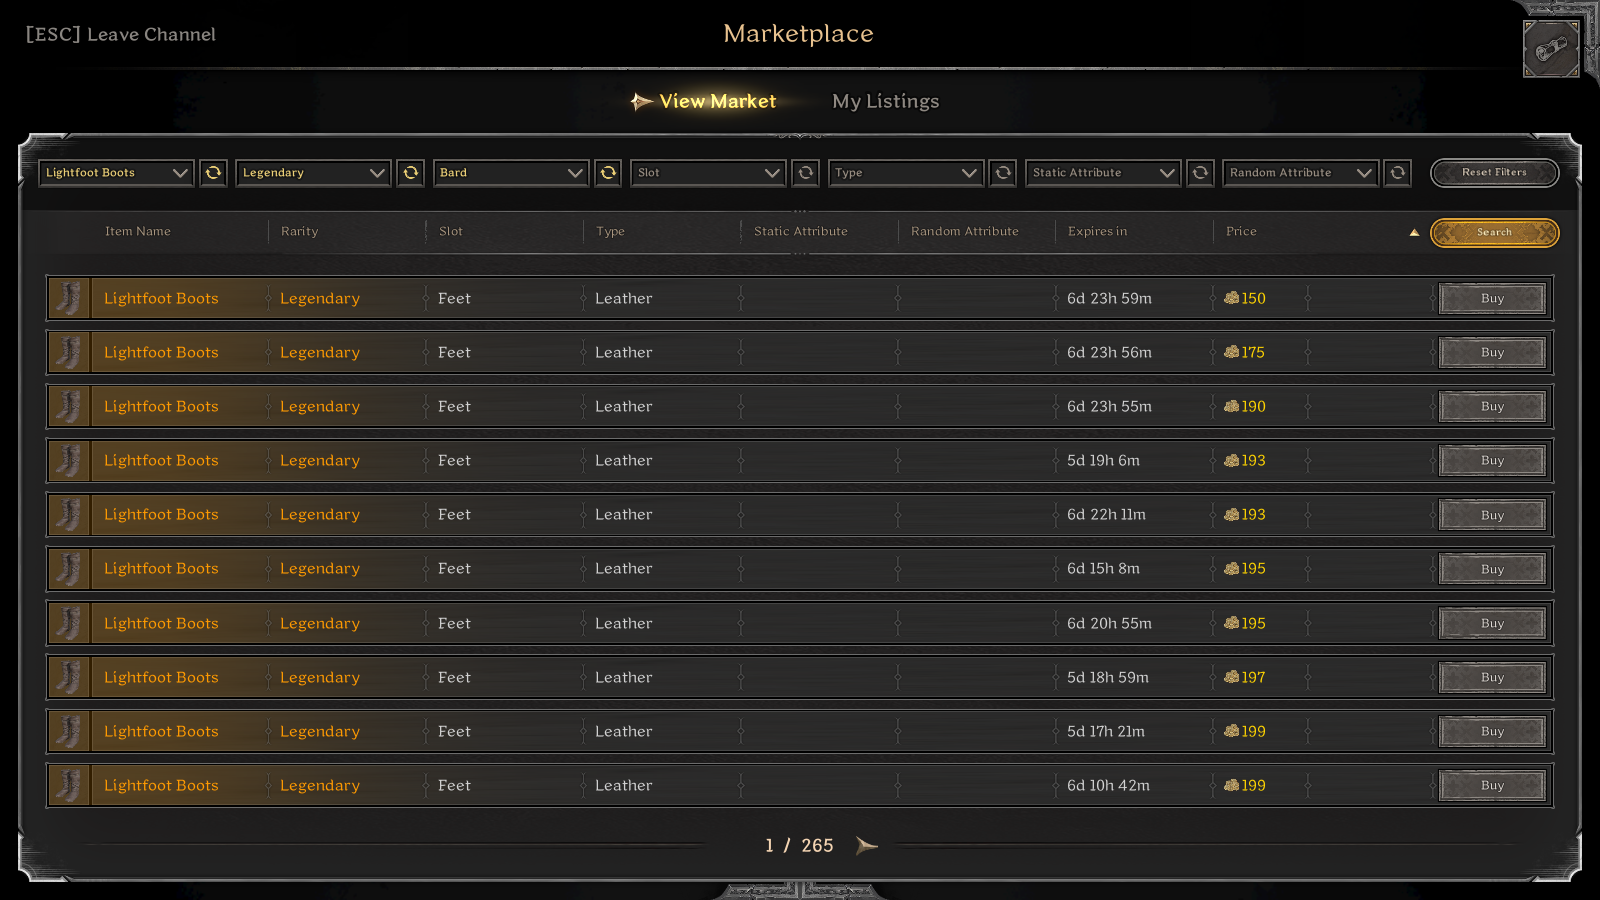 [ESC] Leave Channel
Marketplace
View Market
My Listings
Lightfoot Boots Legendary Bard Slot Type Static Attribute Random Attribute Reset Filters
Item Name Rarity Slot Type Static Attribute Random Attribute Expires in Price Search
Lightfoot Boots Legendary Feet Leather 6d 23h 59m 150 Buy
Lightfoot Boots Legendary Feet Leather 6d 23h 56m 175 Buy
Lightfoot Boots Legendary Feet Leather 6d 23h 55m 190 Buy
Lightfoot Boots Legendary Feet Leather 5d 19h 6m 193 Buy
Lightfoot Boots Legendary Feet Leather 6d 22h 11m 193 Buy
Lightfoot Boots Legendary Feet Leather 6d 15h 8m 195 Buy
Lightfoot Boots Legendary Feet Leather 6d 20h 55m 195 Buy
Lightfoot Boots Legendary Feet Leather 5d 18h 59m 197 Buy
Lightfoot Boots Legendary Feet Leather 5d 17h 21m 199 Buy
Lightfoot Boots Legendary Feet Leather 6d 10h 42m 199 Buy
1 / 265